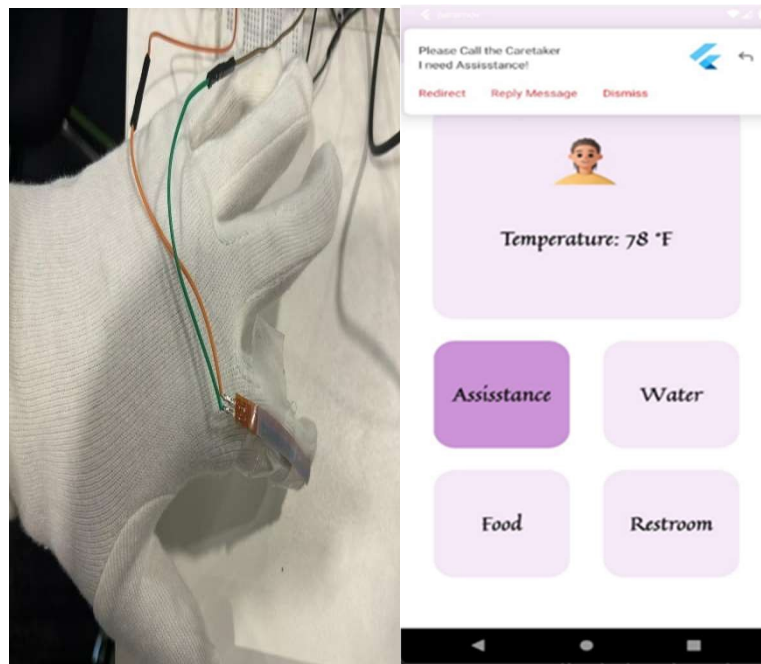 Please Call the Caretaker
I need Assisstance!
Redirect Reply Message Dismiss
Temperature: 78 °F
Assisstance Water
Food Restroom